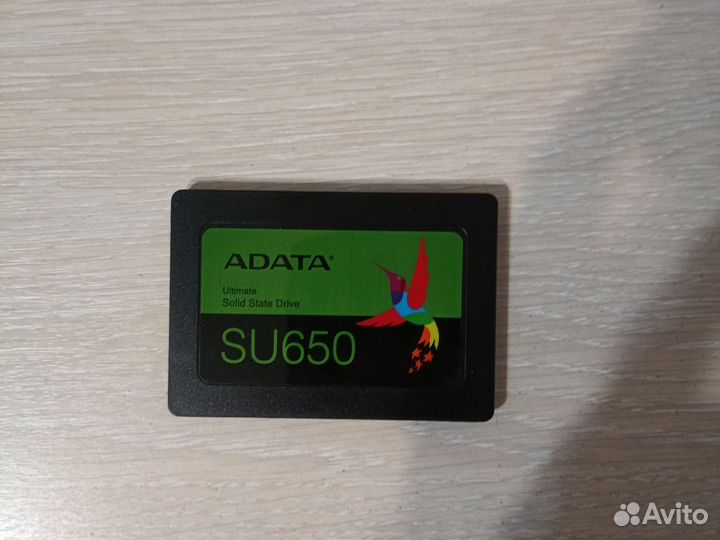 ADATA®
Ultimate
Solid State Drive
SU650
Avito